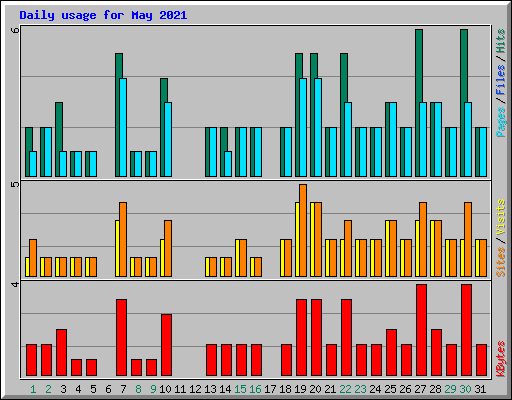 Daily usage for May 2021
6
Pages / Files / Hits
5
Sites / Visits
4
KBytes
1 2 3 4 5 6 7 8 9 10 11 12 13 14 15 16 17 18 19 20 21 22 23 24 25 26 27 28 29 30 31